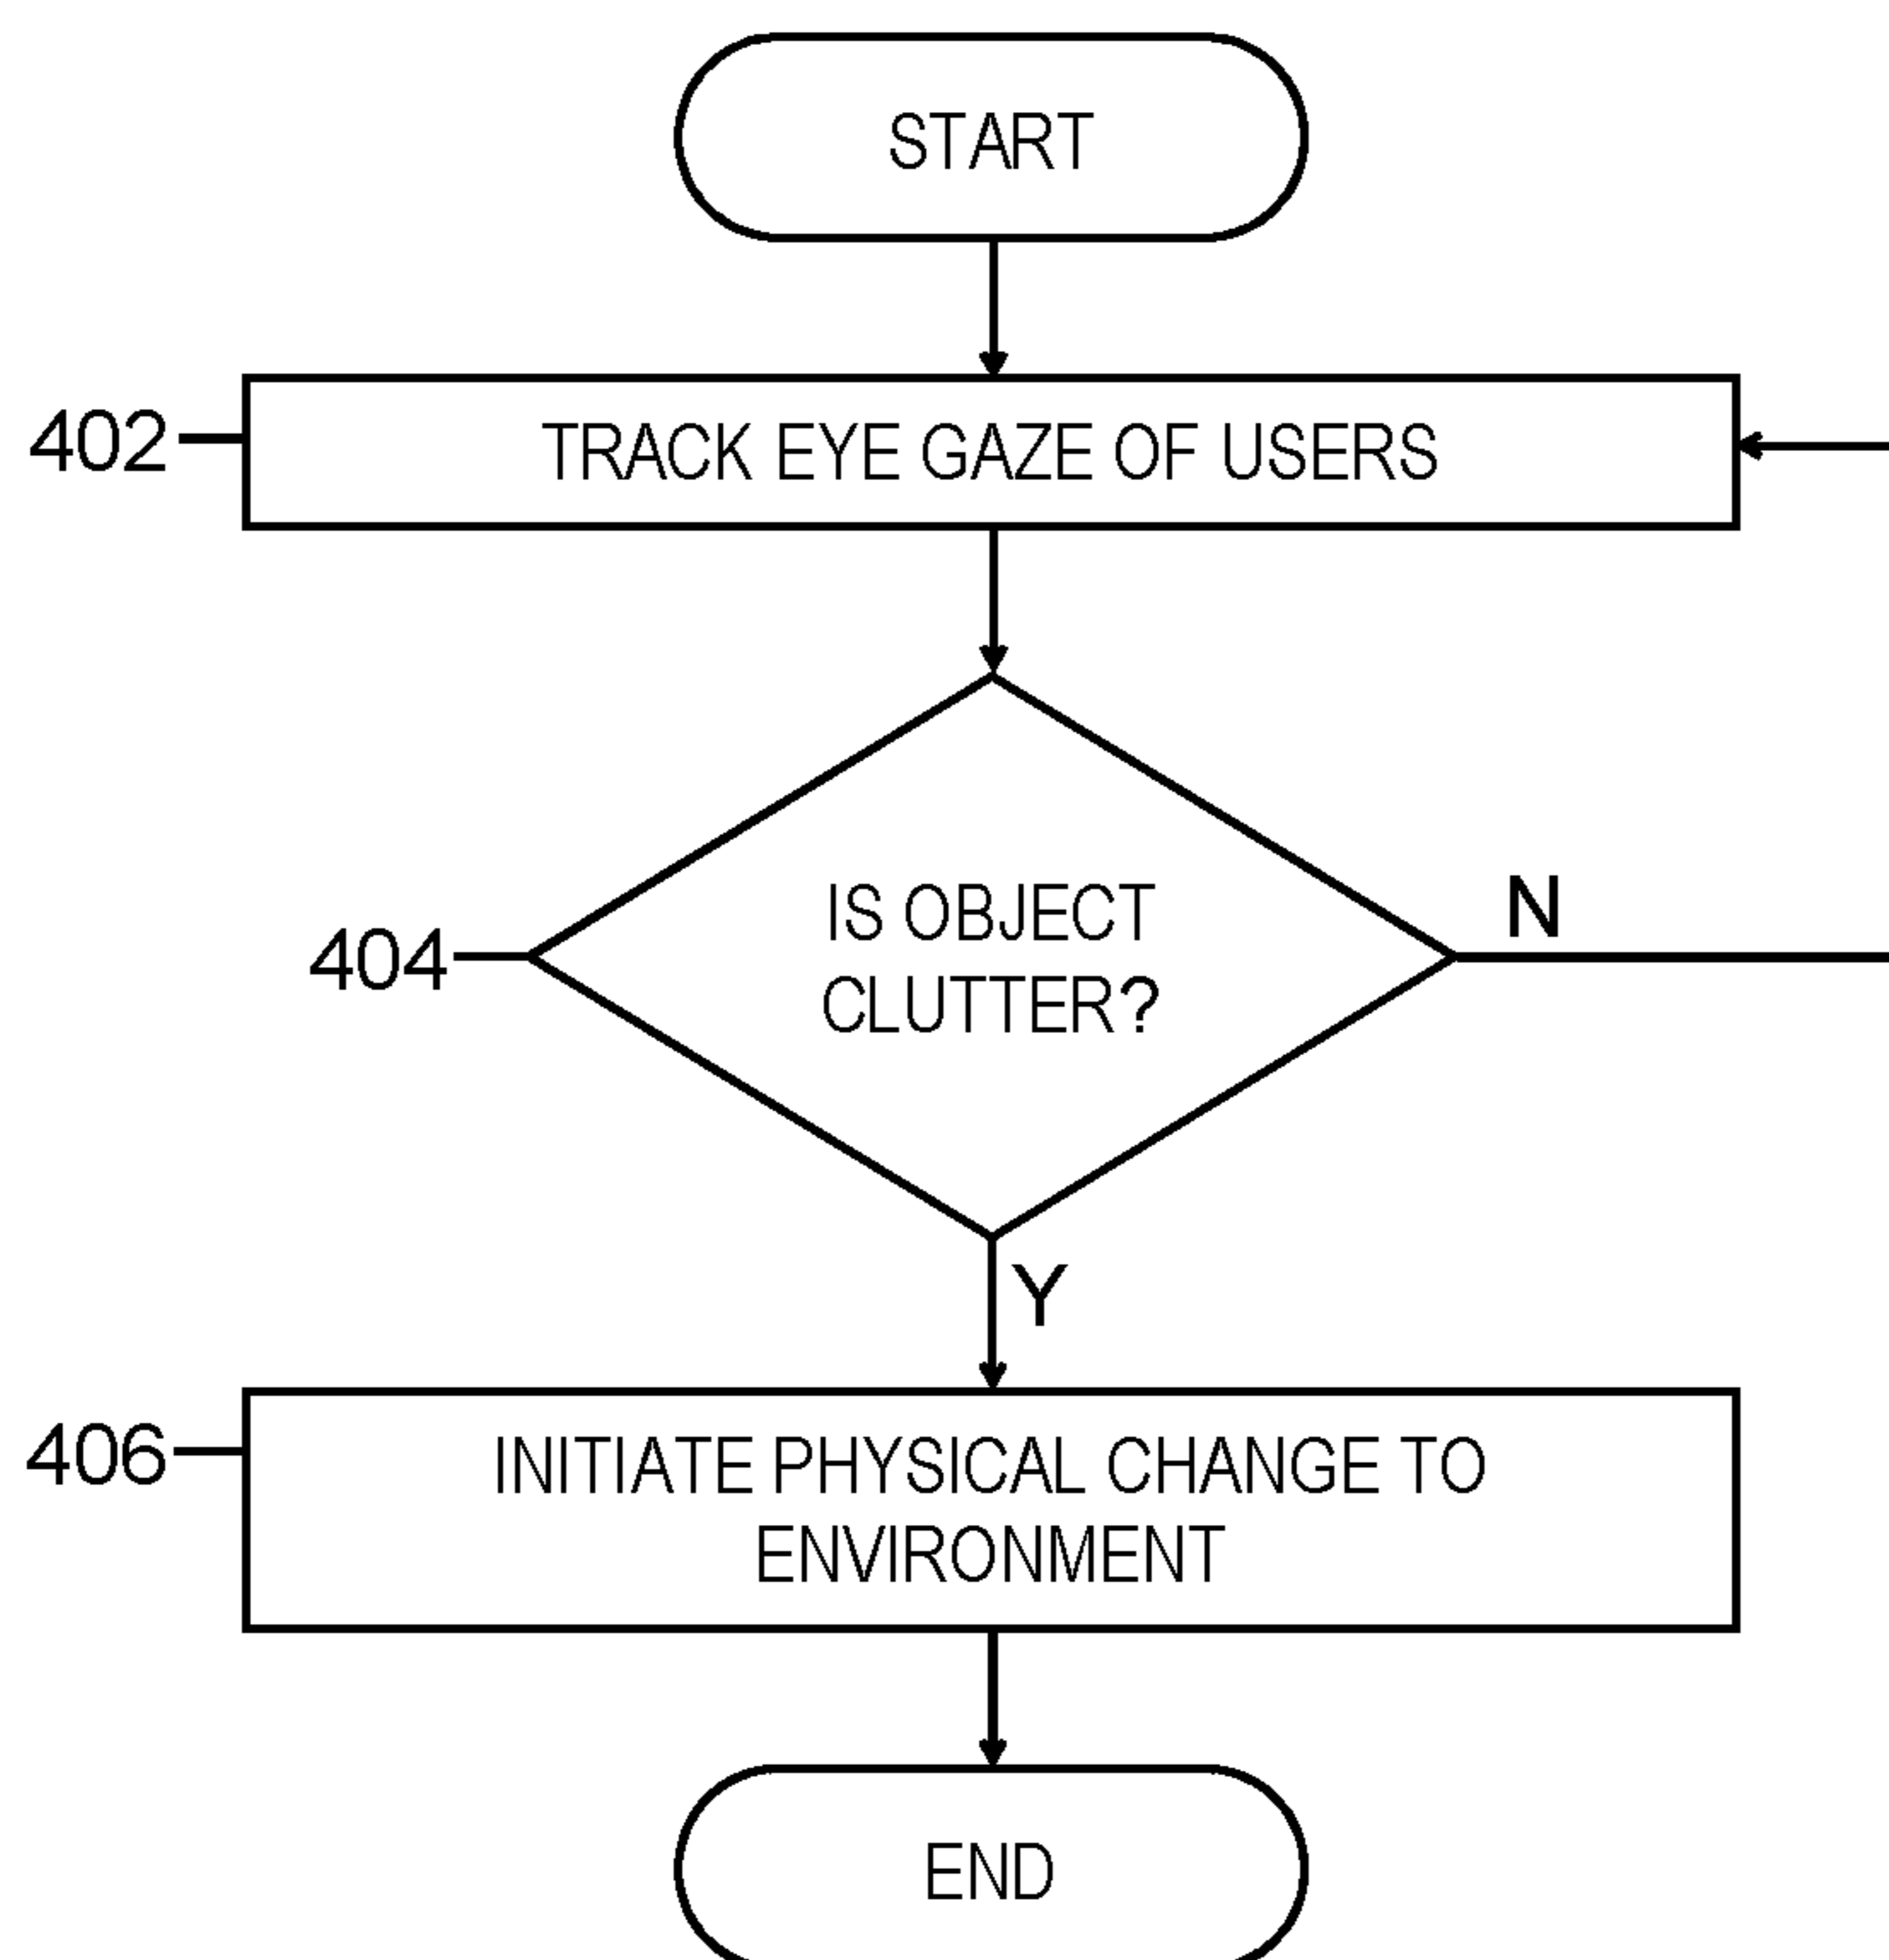 START
402
TRACK EYE GAZE OF USERS
IS OBJECT
CLUTTER?
404
N
Y
406
INITIATE PHYSICAL CHANGE TO
ENVIRONMENT
END